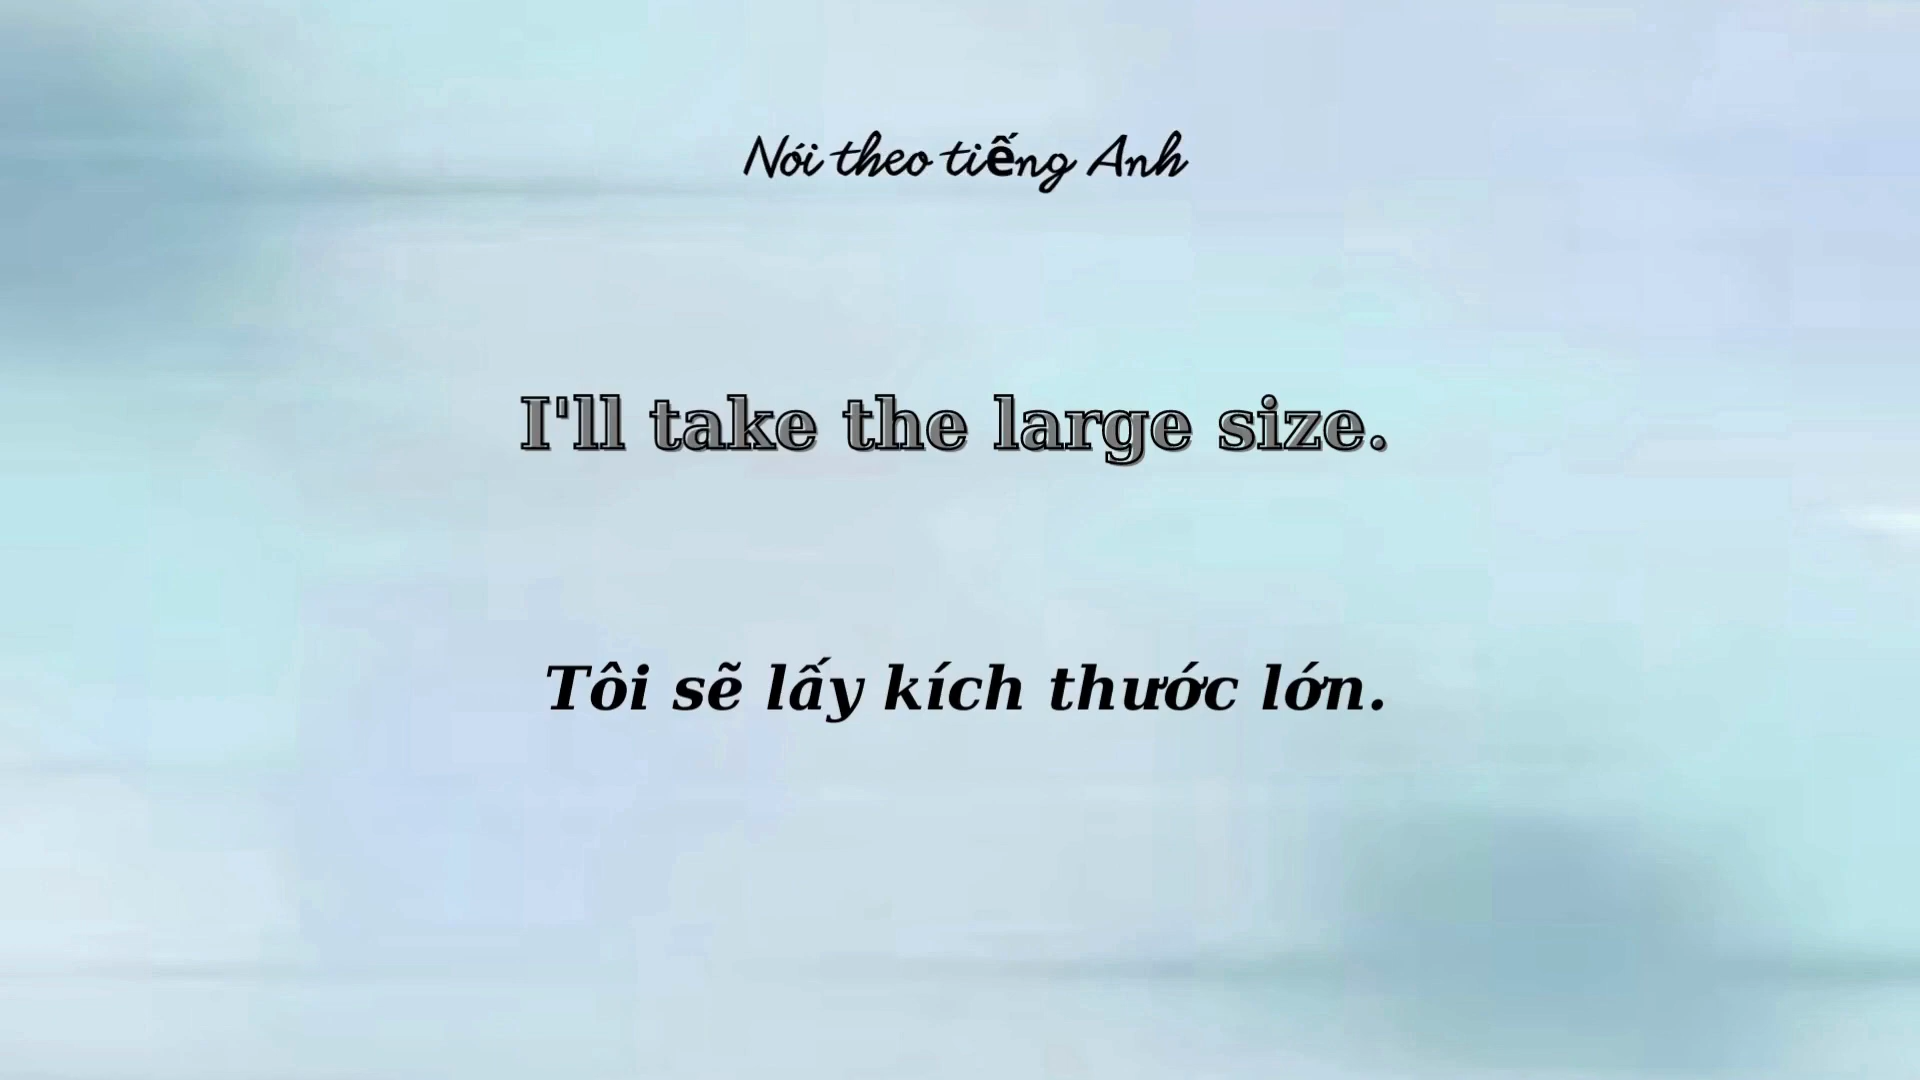 Nói theo tiếng Anh
I'll take the large size.
Tôi sẽ lấy kích thước lớn.